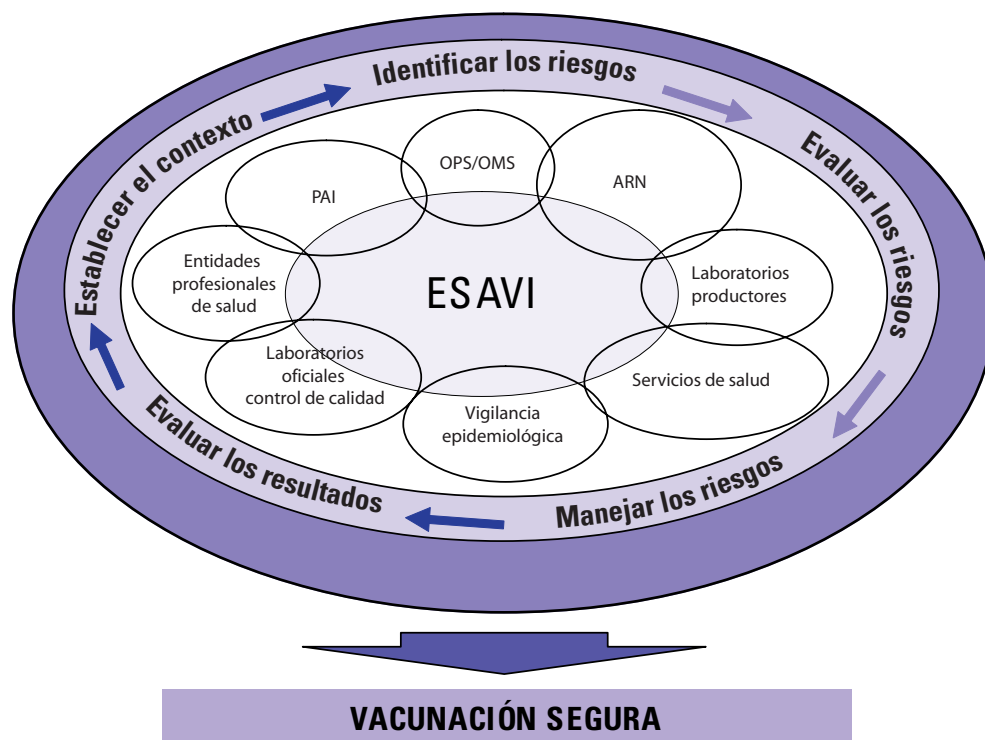 Identificar los riesgos
Establecer el contexto
Evaluar los riesgos
OPS/OMS
PAI
ARN
Entidades
profesionales
de salud
ESAVI
Laboratorios
productores
Laboratorios
oficiales
control de calidad
Servicios de salud
Vigilancia
epidemiológica
Evaluar los resultados
Manejar los riesgos
VACUNACIÓN SEGURA